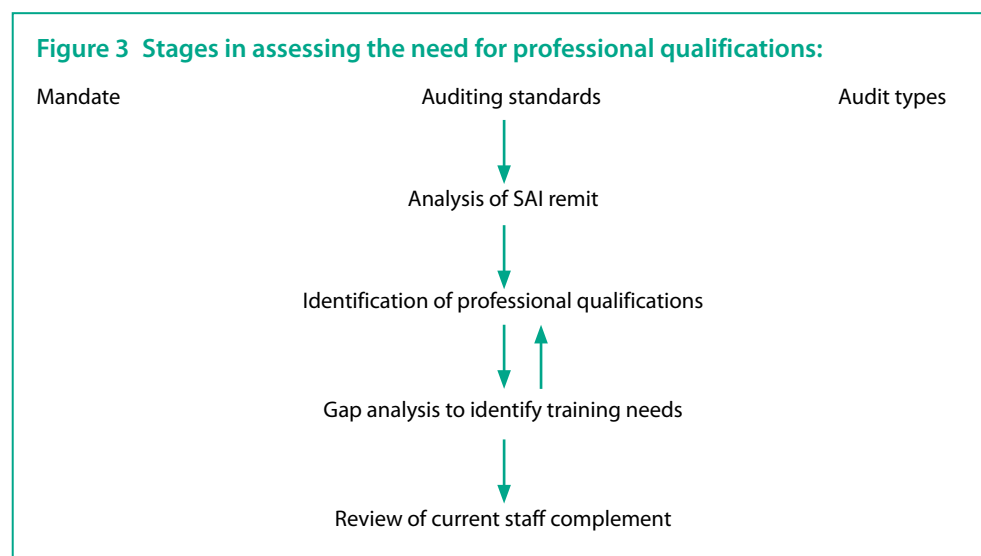 Figure 3 Stages in assessing the need for professional qualifications:
Mandate Auditing standards Audit types
Analysis of SAI remit
Identification of professional qualifications
Gap analysis to identify training needs
Review of current staff complement